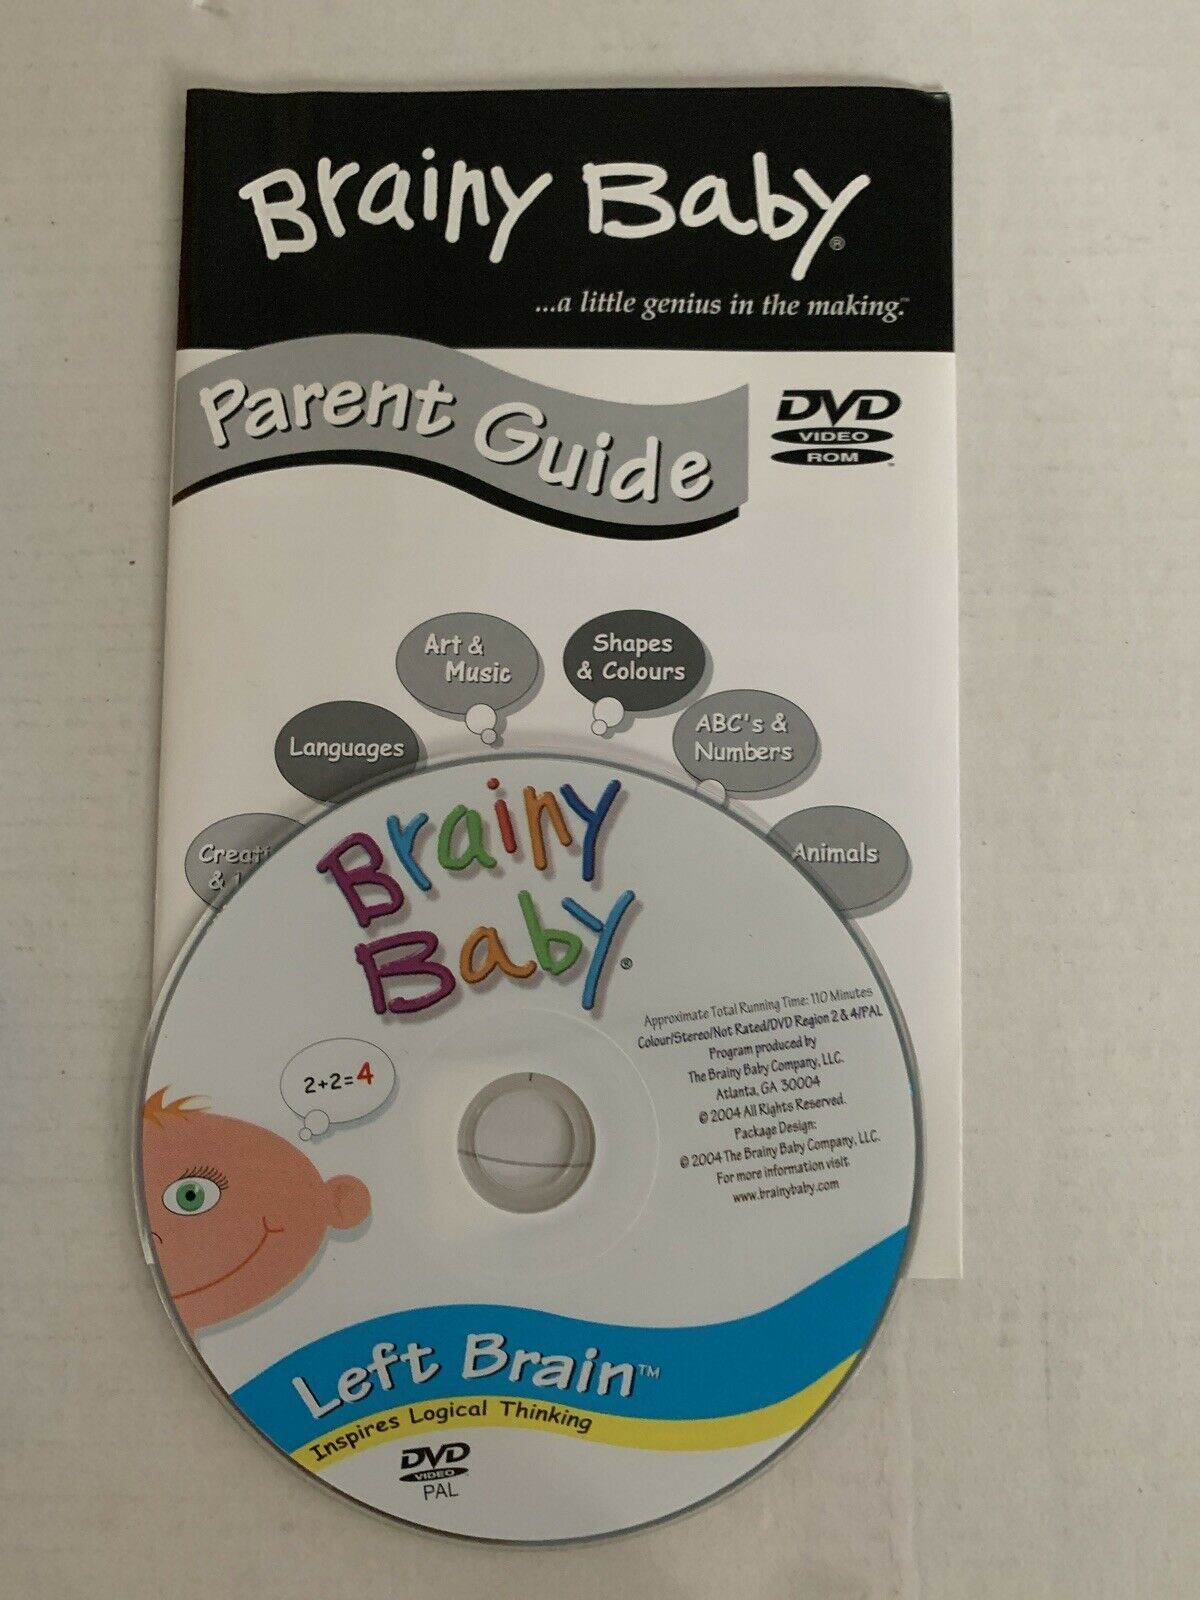 Brainy Baby®
...a little genius in the making.™
Parent Guide
DVD
VIDEO
ROM
Art &
Music
Shapes
& Colours
Languages
ABC's &
Numbers
Animals
&
Brainy
Baby®
Approximate Total Running Time: 110 Minutes
Colour/Stereo/Not Rated/DVD Region 2 & 4/PAL
Program produced by
The Brainy Baby Company, LLC.
Atlanta, GA 30004
© 2004 All Rights Reserved.
Package Design:
© 2004 The Brainy Baby Company, LLC.
For more information visit
www.brainybaby.com
2+2=4
Left Brain™
Inspires Logical Thinking
DVD
VIDEO
PAL